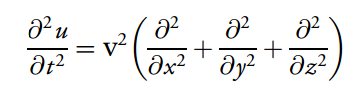 ∂²u/∂t² = v² (∂²/∂x² + ∂²/∂y² + ∂²/∂z²)